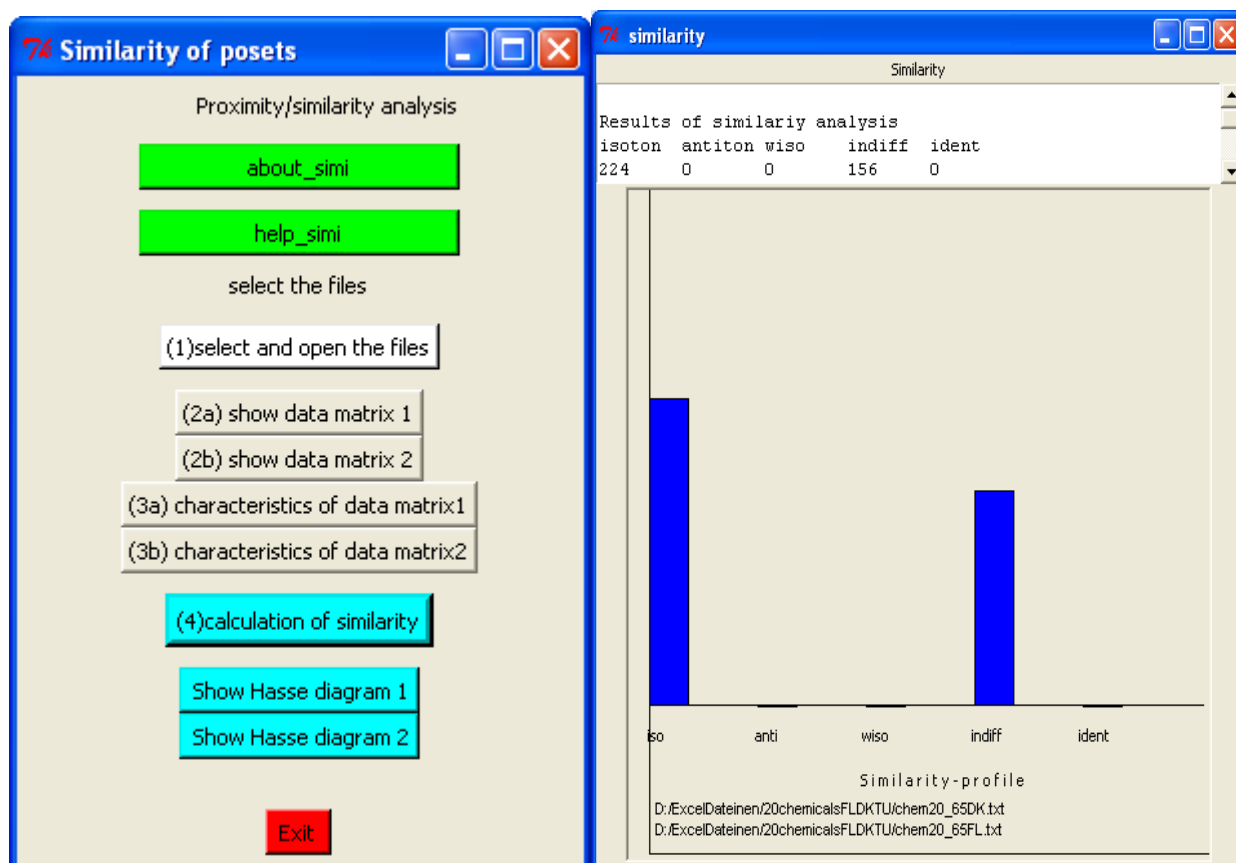 Similarity of posets
Proximity/similarity analysis
about_simi
help_simi
select the files
(1)select and open the files
(2a) show data matrix 1
(2b) show data matrix 2
(3a) characteristics of data matrix1
(3b) characteristics of data matrix2
(4)calculation of similarity
Show Hasse diagram 1
Show Hasse diagram 2
Exit
similarity
Similarity
Results of similariy analysis
isoton antiton wiso indiff ident
224 0 0 156 0
iso anti wiso indiff ident
Similarity-profile
D:/ExcelDateinen/20chemicalsFLDKTU/chem20_65DK.txt
D:/ExcelDateinen/20chemicalsFLDKTU/chem20_65FL.txt